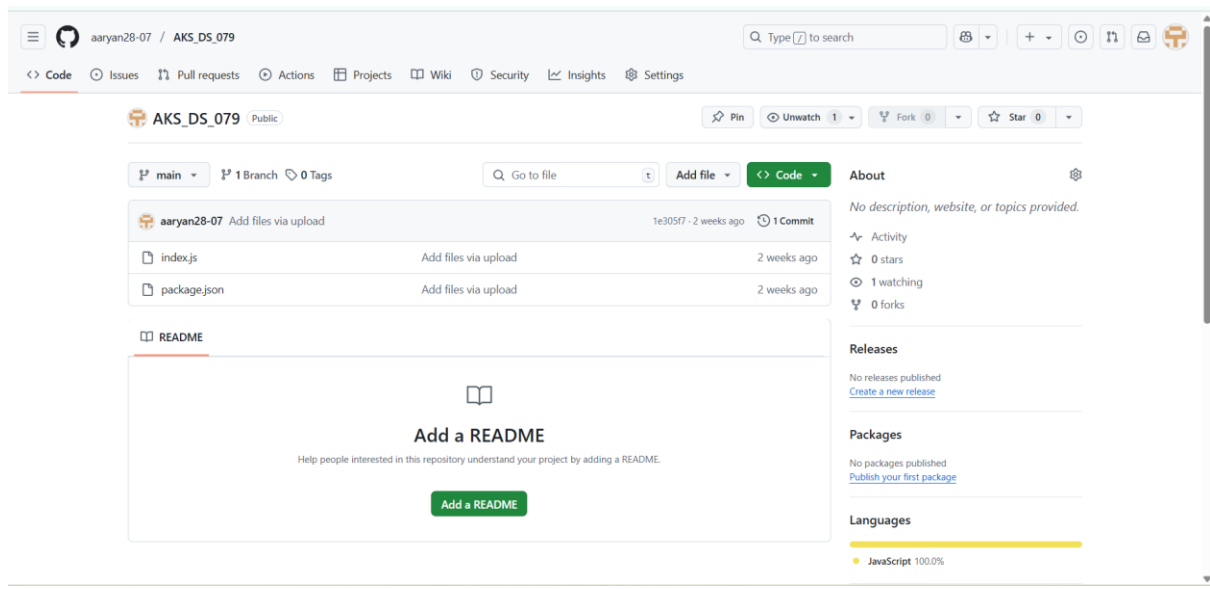 aaryan28-07 / AKS_DS_079
Type / to search
Code Issues Pull requests Actions Projects Wiki Security Insights Settings
AKS_DS_079 Public
Pin Unwatch 1 Fork 0 Star 0
main 1 Branch 0 Tags Go to file t Add file Code
aaryan28-07 Add files via upload 1e305f7 · 2 weeks ago 1 Commit
index.js Add files via upload 2 weeks ago
package.json Add files via upload 2 weeks ago
README
Add a README
Help people interested in this repository understand your project by adding a README.
Add a README
About
No description, website, or topics provided.
Activity
0 stars
1 watching
0 forks
Releases
No releases published
Create a new release
Packages
No packages published
Publish your first package
Languages
JavaScript 100.0%